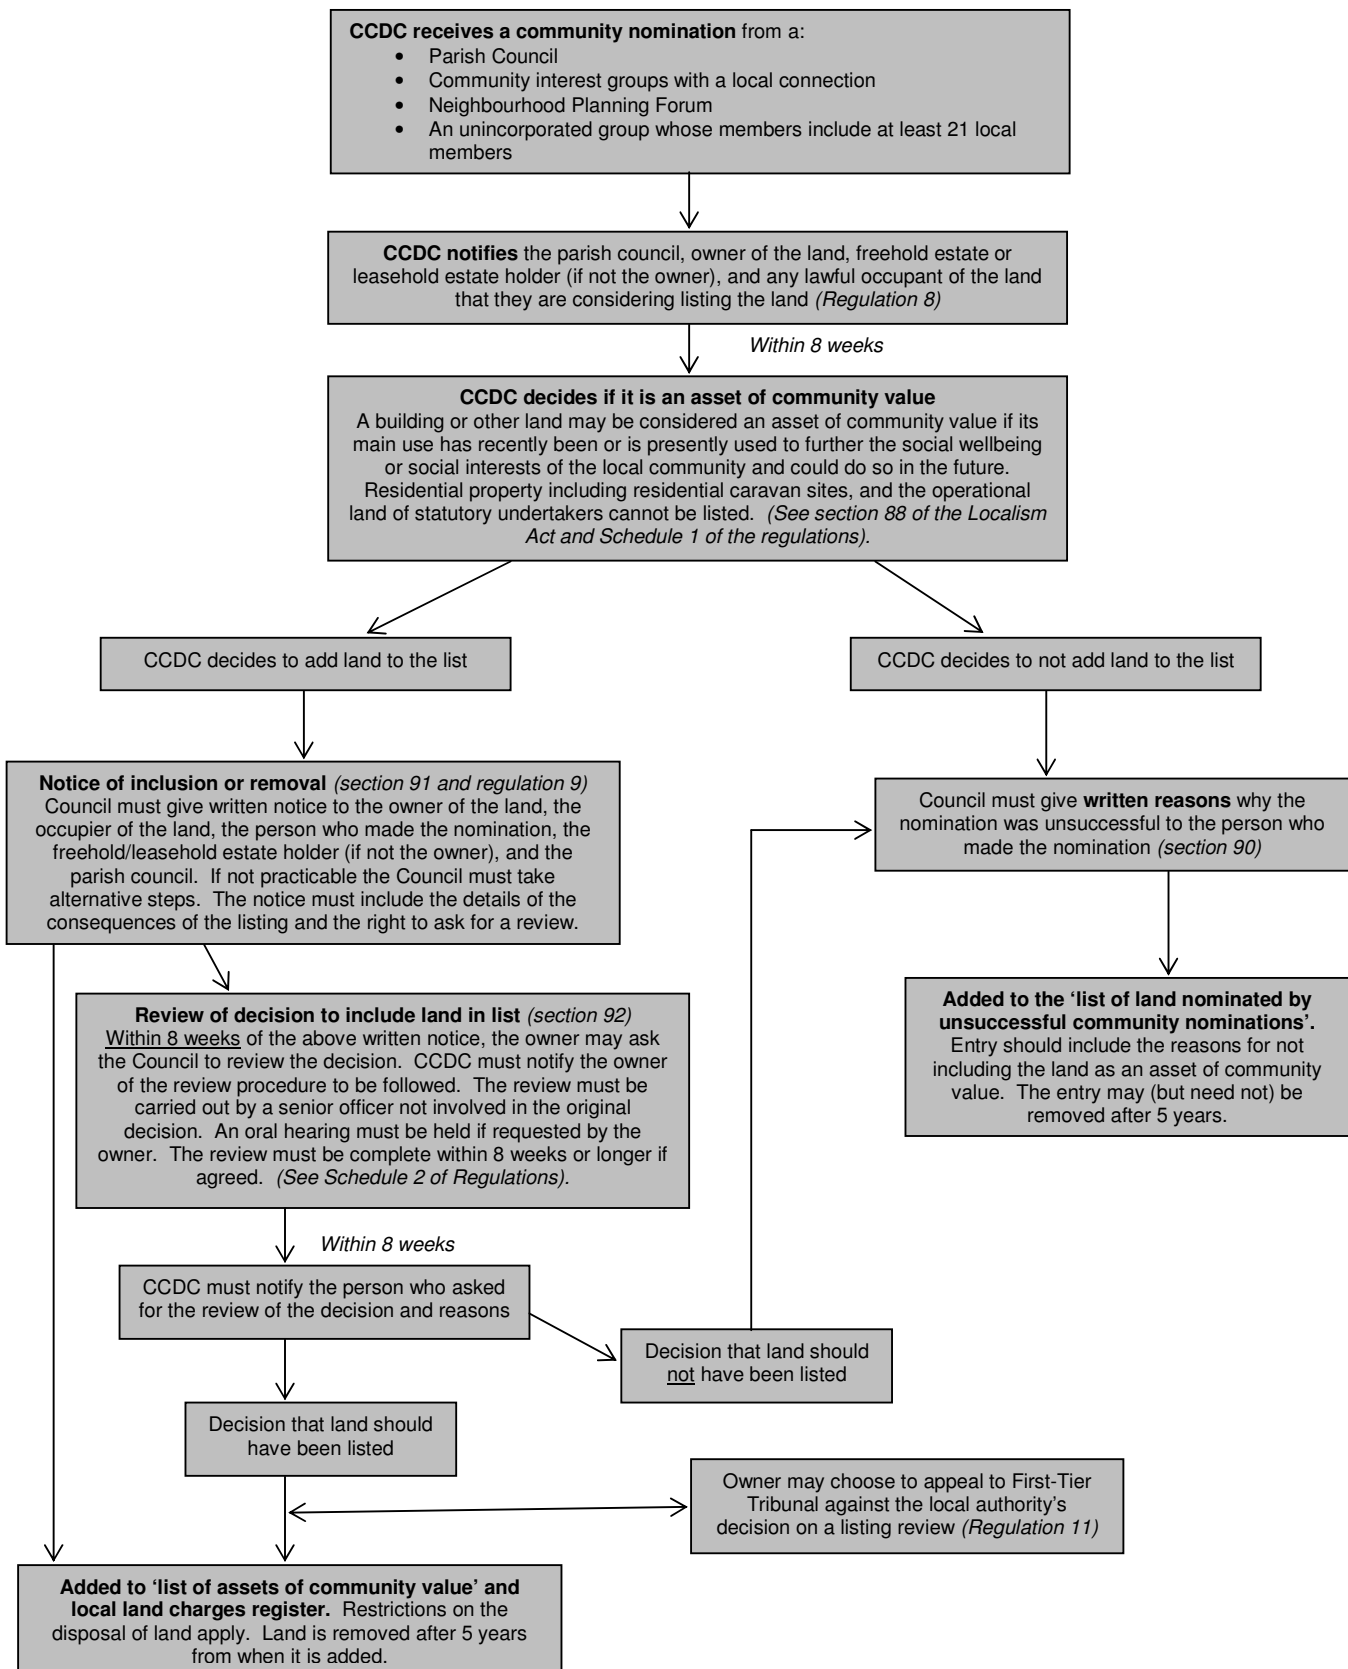 CCDC receives a community nomination from a:
• Parish Council
• Community interest groups with a local connection
• Neighbourhood Planning Forum
• An unincorporated group whose members include at least 21 local
members
CCDC notifies the parish council, owner of the land, freehold estate or
leasehold estate holder (if not the owner), and any lawful occupant of the land
that they are considering listing the land (Regulation 8)
Within 8 weeks
CCDC decides if it is an asset of community value
A building or other land may be considered an asset of community value if its
main use has recently been or is presently used to further the social wellbeing
or social interests of the local community and could do so in the future.
Residential property including residential caravan sites, and the operational
land of statutory undertakers cannot be listed. (See section 88 of the Localism
Act and Schedule 1 of the regulations).
CCDC decides to add land to the list
CCDC decides to not add land to the list
Notice of inclusion or removal (section 91 and regulation 9)
Council must give written notice to the owner of the land, the
occupier of the land, the person who made the nomination, the
freehold/leasehold estate holder (if not the owner), and the
parish council. If not practicable the Council must take
alternative steps. The notice must include the details of the
consequences of the listing and the right to ask for a review.
Council must give written reasons why the
nomination was unsuccessful to the person who
made the nomination (section 90)
Review of decision to include land in list (section 92)
Within 8 weeks of the above written notice, the owner may ask
the Council to review the decision. CCDC must notify the owner
of the review procedure to be followed. The review must be
carried out by a senior officer not involved in the original
decision. An oral hearing must be held if requested by the
owner. The review must be complete within 8 weeks or longer if
agreed. (See Schedule 2 of Regulations).
Added to the ‘list of land nominated by
unsuccessful community nominations’.
Entry should include the reasons for not
including the land as an asset of community
value. The entry may (but need not) be
removed after 5 years.
Within 8 weeks
CCDC must notify the person who asked
for the review of the decision and reasons
Decision that land should
not have been listed
Decision that land should
have been listed
Owner may choose to appeal to First-Tier
Tribunal against the local authority’s
decision on a listing review (Regulation 11)
Added to ‘list of assets of community value’ and
local land charges register. Restrictions on the
disposal of land apply. Land is removed after 5 years
from when it is added.